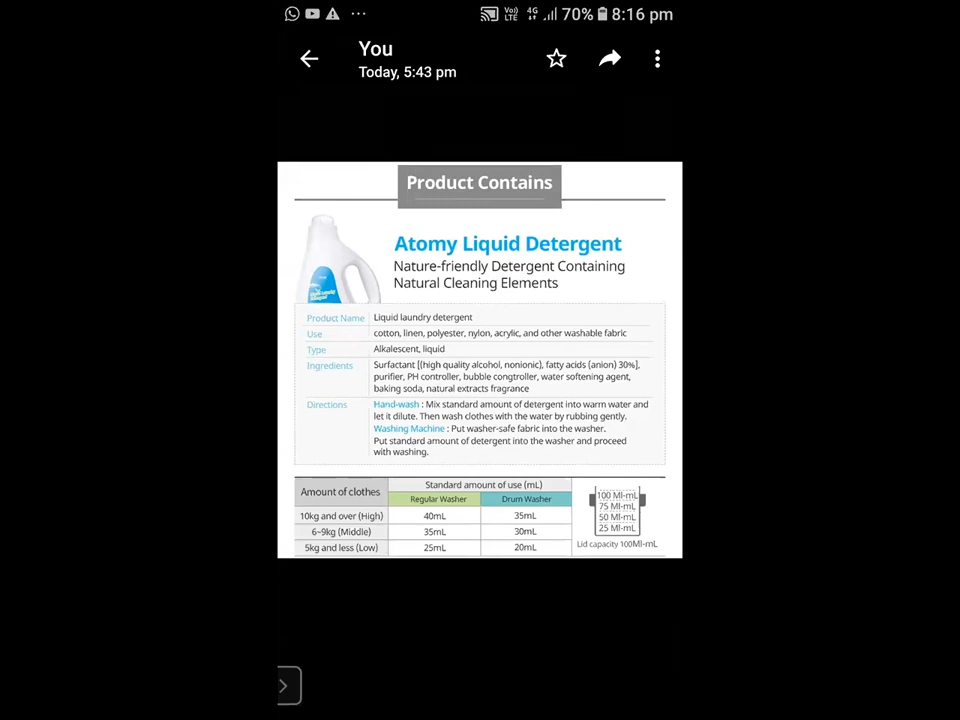 Vo))
LTE
4G
70%
8:16 pm
You
Today, 5:43 pm
Product Contains
Atomy Liquid Detergent
Nature-friendly Detergent Containing
Natural Cleaning Elements
Product Name Liquid laundry detergent
Use cotton, linen, polyester, nylon, acrylic, and other washable fabric
Type Alkalescent, liquid
Ingredients Surfactant [(high quality alcohol, nonionic), fatty acids (anion) 30%],
purifier, PH controller, bubble congtroller, water softening agent,
baking soda, natural extracts fragrance
Directions Hand-wash : Mix standard amount of detergent into warm water and
let it dilute. Then wash clothes with the water by rubbing gently.
Washing Machine : Put washer-safe fabric into the washer.
Put standard amount of detergent into the washer and proceed
with washing.
Amount of clothes Standard amount of use (mL)
Regular Washer Drum Washer
10kg and over (High) 40mL 35mL
6~9kg (Middle) 35mL 30mL
5kg and less (Low) 25mL 20mL
100 Ml-mL
75 Ml-mL
50 Ml-mL
25 Ml-mL
Lid capacity 100Ml-mL